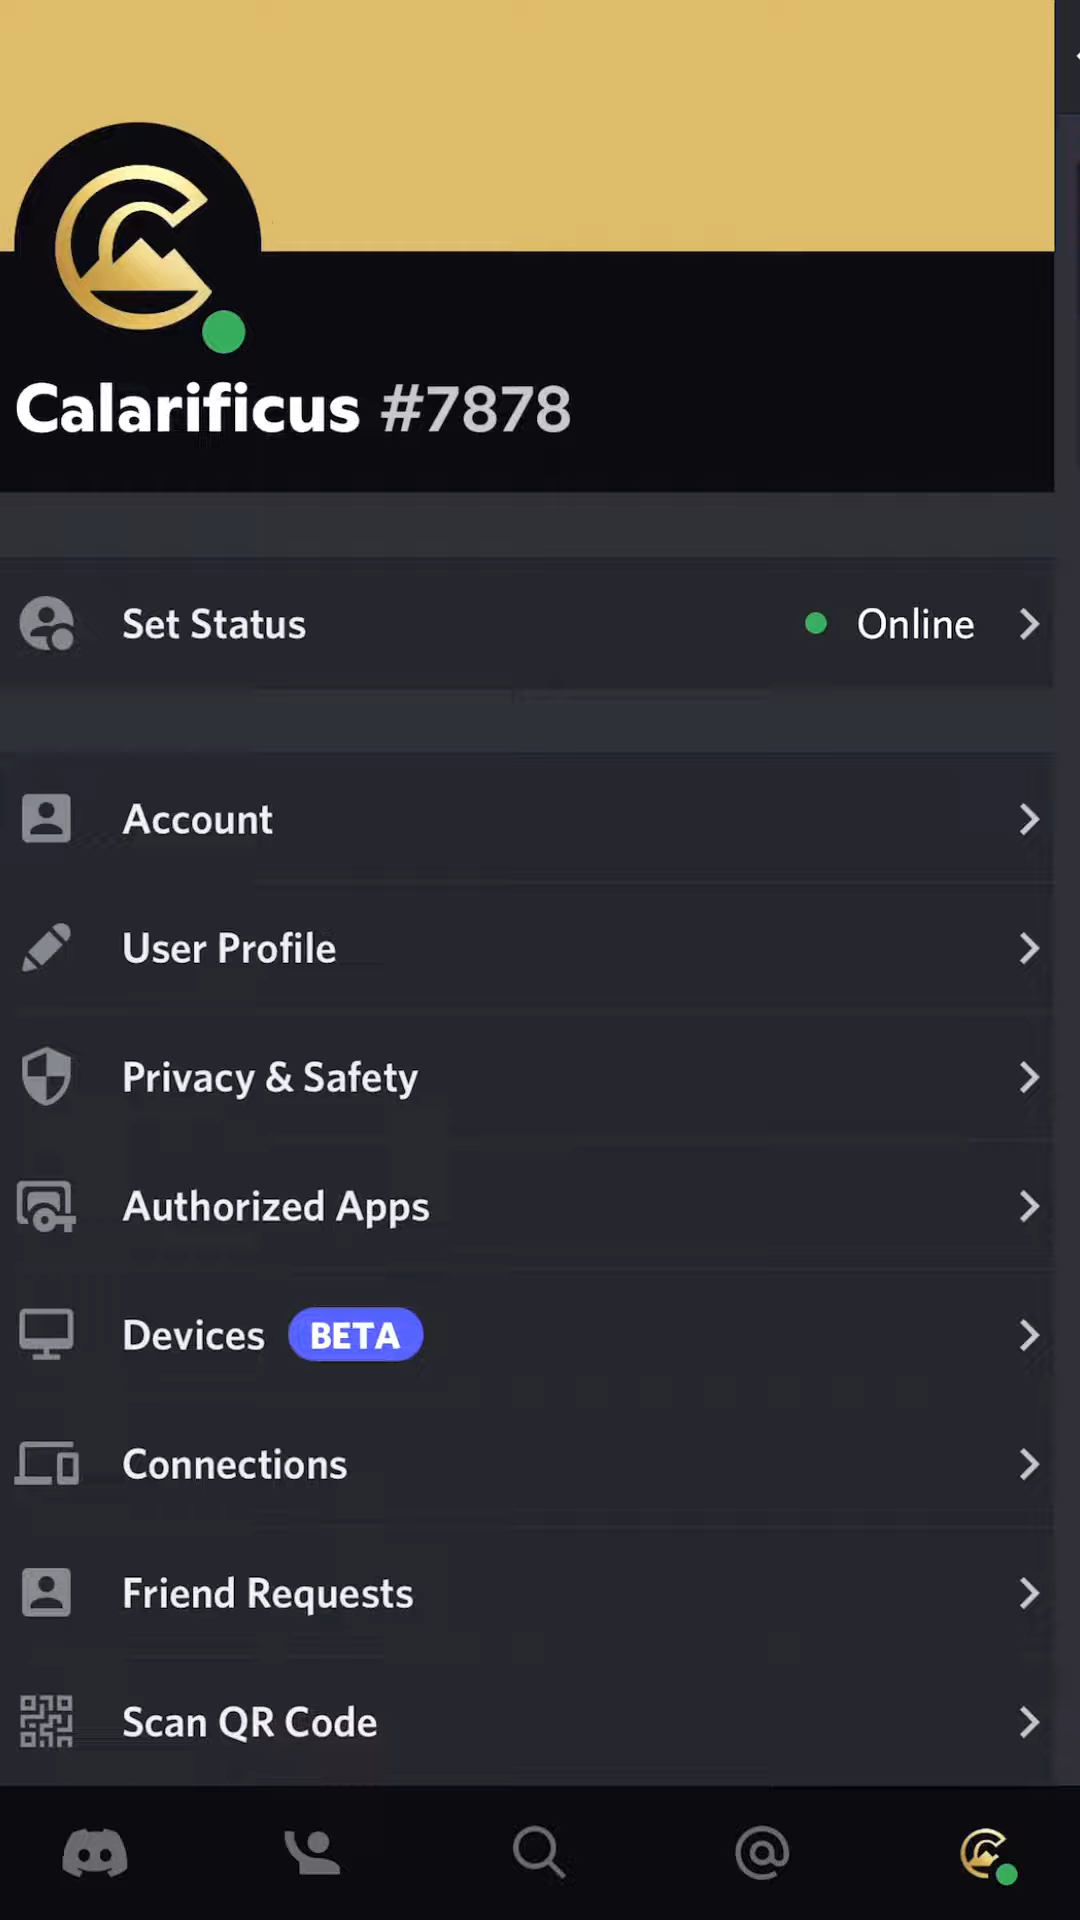 Calarificus #7878
Set Status Online
Account
User Profile
Privacy & Safety
Authorized Apps
Devices BETA
Connections
Friend Requests
Scan QR Code